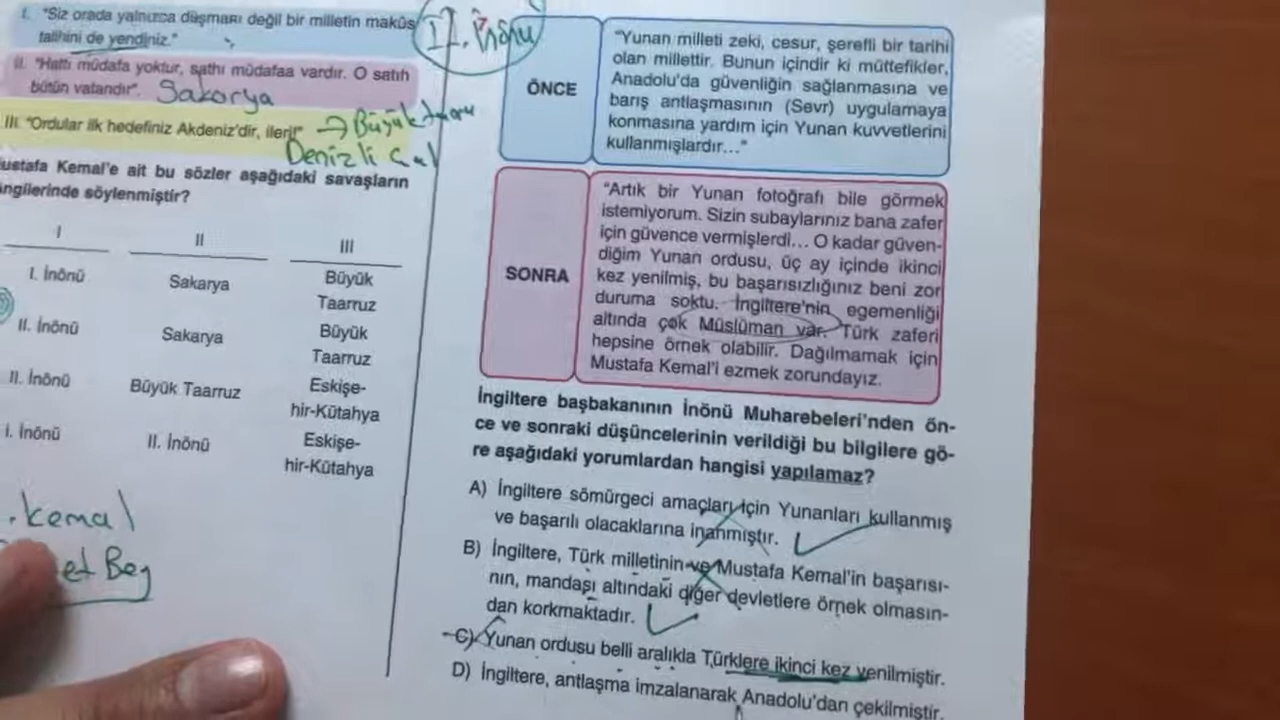 I. "Siz orada yalnızca düşmanı değil bir milletin makûs
talihini de yendiniz."
II. İnönü
II. "Hattı müdafa yoktur, sathı müdafaa vardır. O satıh
bütün vatandır".
Sakarya
III. "Ordular ilk hedefiniz Akdeniz'dir, ileri!"
→ Büyük Taarru
Denizli Çal
ustafa Kemal'e ait bu sözler aşağıdaki savaşların
angilerinde söylenmiştir?
I II III
I. İnönü Sakarya Büyük
Taarruz
II. İnönü Sakarya Büyük
Taarruz
II. İnönü Büyük Taarruz Eskişe-
hir-Kütahya
I. İnönü II. İnönü Eskişe-
hir-Kütahya
. Kemal
et Bey
ÖNCE
"Yunan milleti zeki, cesur, şerefli bir tarihi
olan millettir. Bunun içindir ki müttefikler,
Anadolu'da güvenliğin sağlanmasına ve
barış antlaşmasının (Sevr) uygulamaya
konmasına yardım için Yunan kuvvetlerini
kullanmışlardır..."
SONRA
"Artık bir Yunan fotoğrafı bile görmek
istemiyorum. Sizin subaylarınız bana zafer
için güvence vermişlerdi... O kadar güven-
diğim Yunan ordusu, üç ay içinde ikinci
kez yenilmiş, bu başarısızlığınız beni zor
duruma soktu. İngiltere'nin egemenliği
altında çok Müslüman var. Türk zaferi
hepsine örnek olabilir. Dağılmamak için
Mustafa Kemal'i ezmek zorundayız.
İngiltere başbakanının İnönü Muharebeleri'nden ön-
ce ve sonraki düşüncelerinin verildiği bu bilgilere gö-
re aşağıdaki yorumlardan hangisi yapılamaz?
A) İngiltere sömürgeci amaçları için Yunanları kullanmış
ve başarılı olacaklarına inanmıştır.
B) İngiltere, Türk milletinin ve Mustafa Kemal'in başarısı-
nın, mandası altındaki diğer devletlere örnek olmasın-
dan korkmaktadır.
C) Yunan ordusu belli aralıkla Türklere ikinci kez yenilmiştir.
D) İngiltere, antlaşma imzalanarak Anadolu'dan çekilmiştir.